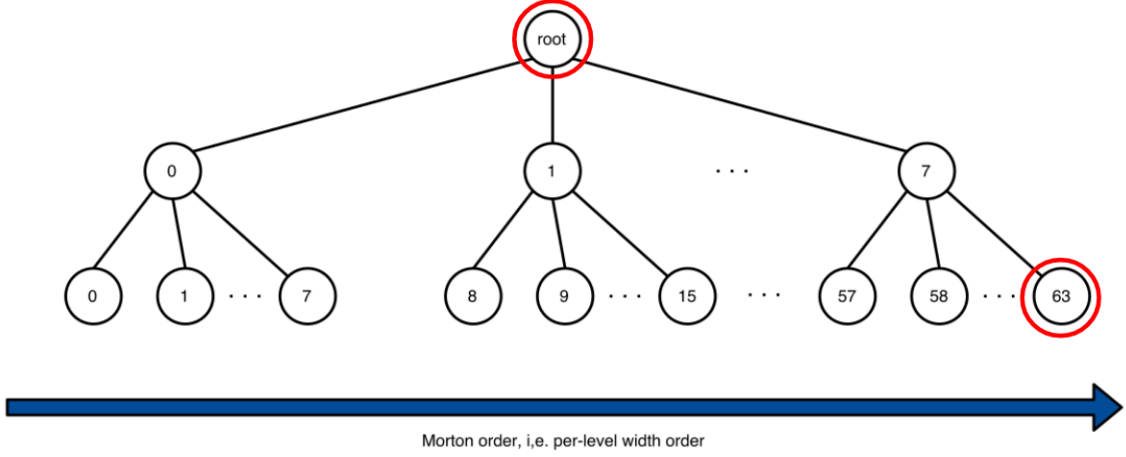 root
0 1 . . . 7
0 1 . . . 7 8 9 . . . 15 . . . 57 58 . . . 63
Morton order, i,e. per-level width order